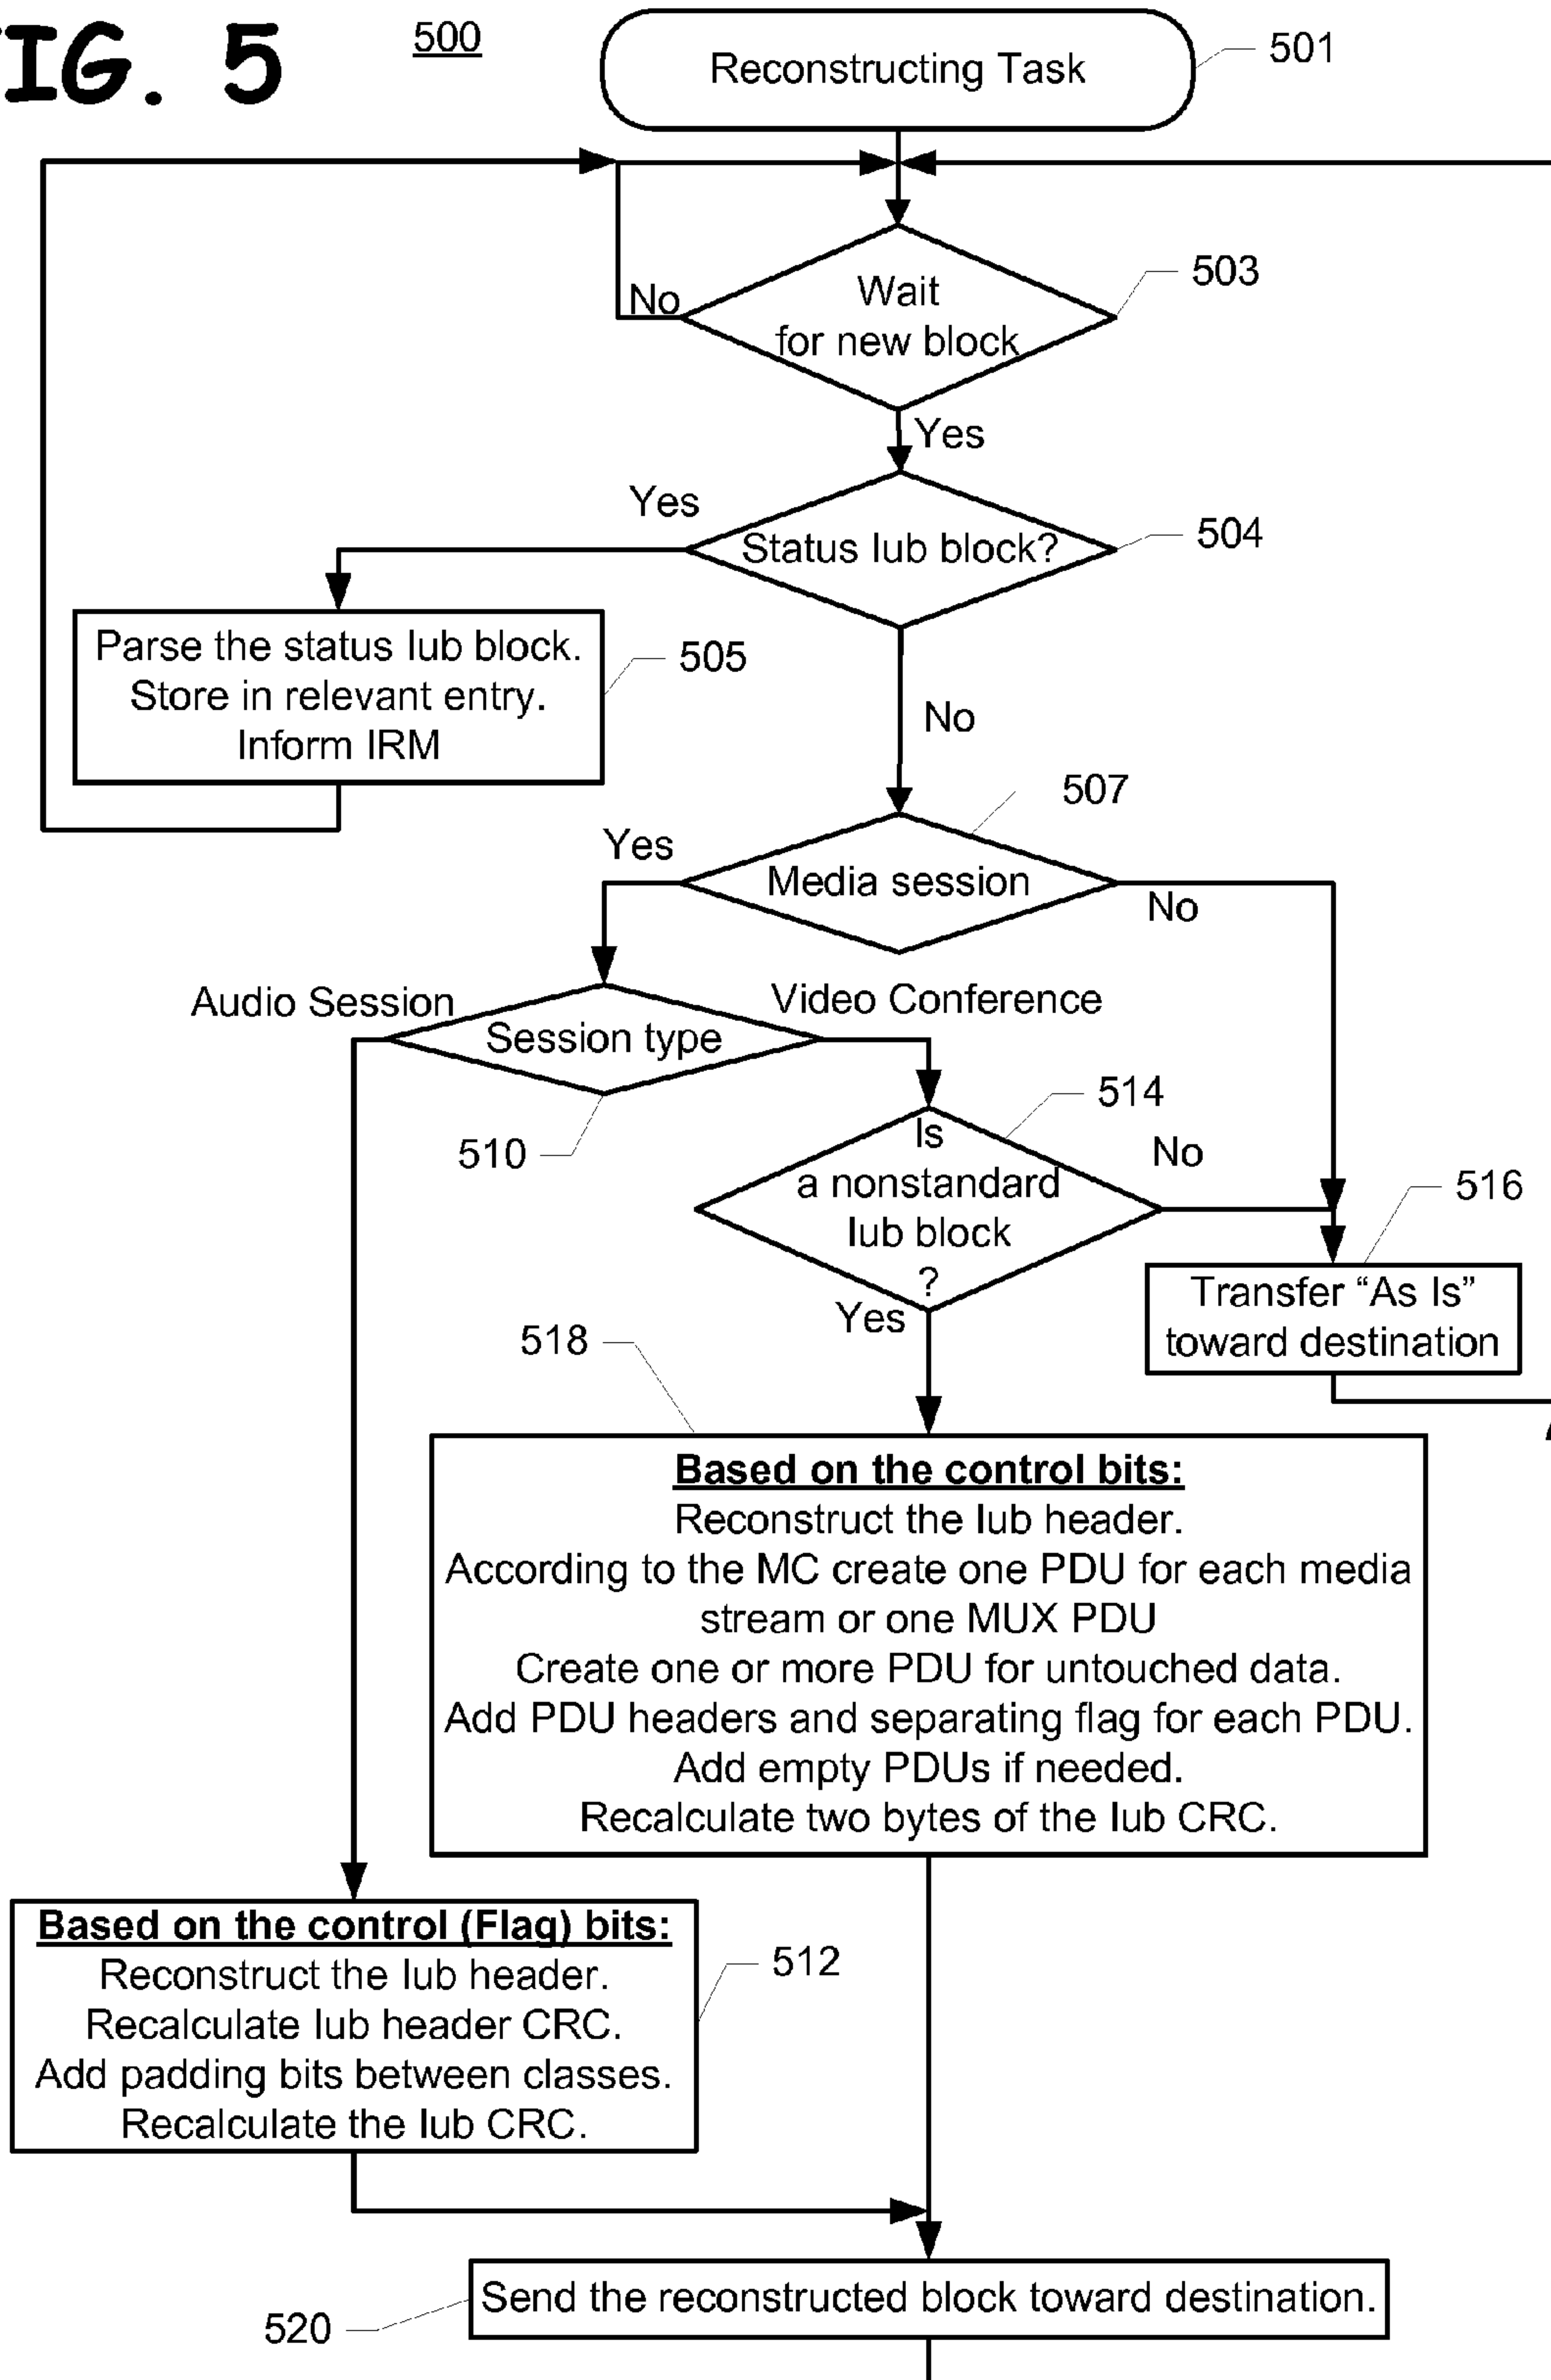 IG. 5
500
Reconstructing Task
501
Wait
for new block
503
No
Yes
Status Iub block?
504
Yes
Parse the status Iub block.
Store in relevant entry.
Inform IRM
505
No
507
Media session
Yes
No
Audio Session
Video Conference
Session type
510
514
Is
a nonstandard
Iub block
?
No
516
Transfer “As Is”
toward destination
Yes
518
Based on the control bits:
Reconstruct the Iub header.
According to the MC create one PDU for each media
stream or one MUX PDU
Create one or more PDU for untouched data.
Add PDU headers and separating flag for each PDU.
Add empty PDUs if needed.
Recalculate two bytes of the Iub CRC.
Based on the control (Flag) bits:
Reconstruct the Iub header.
Recalculate Iub header CRC.
Add padding bits between classes.
Recalculate the Iub CRC.
512
Send the reconstructed block toward destination.
520